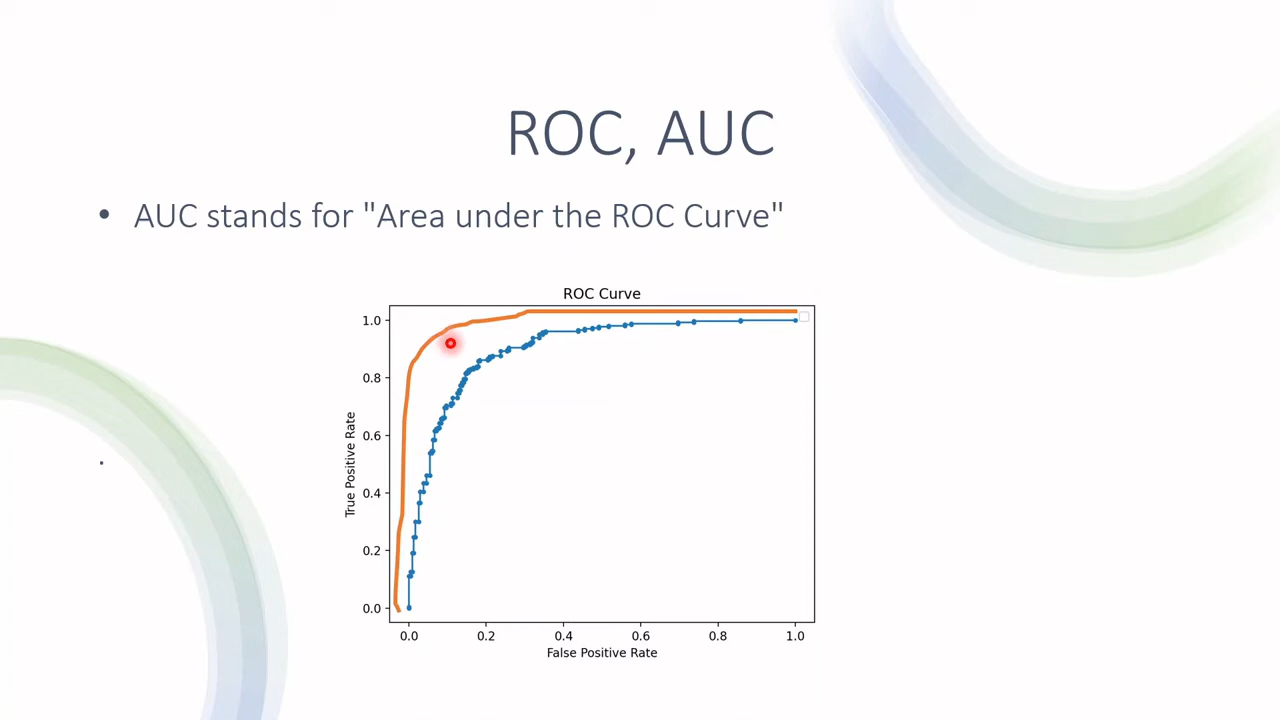 ROC, AUC
• AUC stands for "Area under the ROC Curve"
ROC Curve
1.0
0.8
0.6
0.4
0.2
0.0
True Positive Rate
0.0 0.2 0.4 0.6 0.8 1.0
False Positive Rate